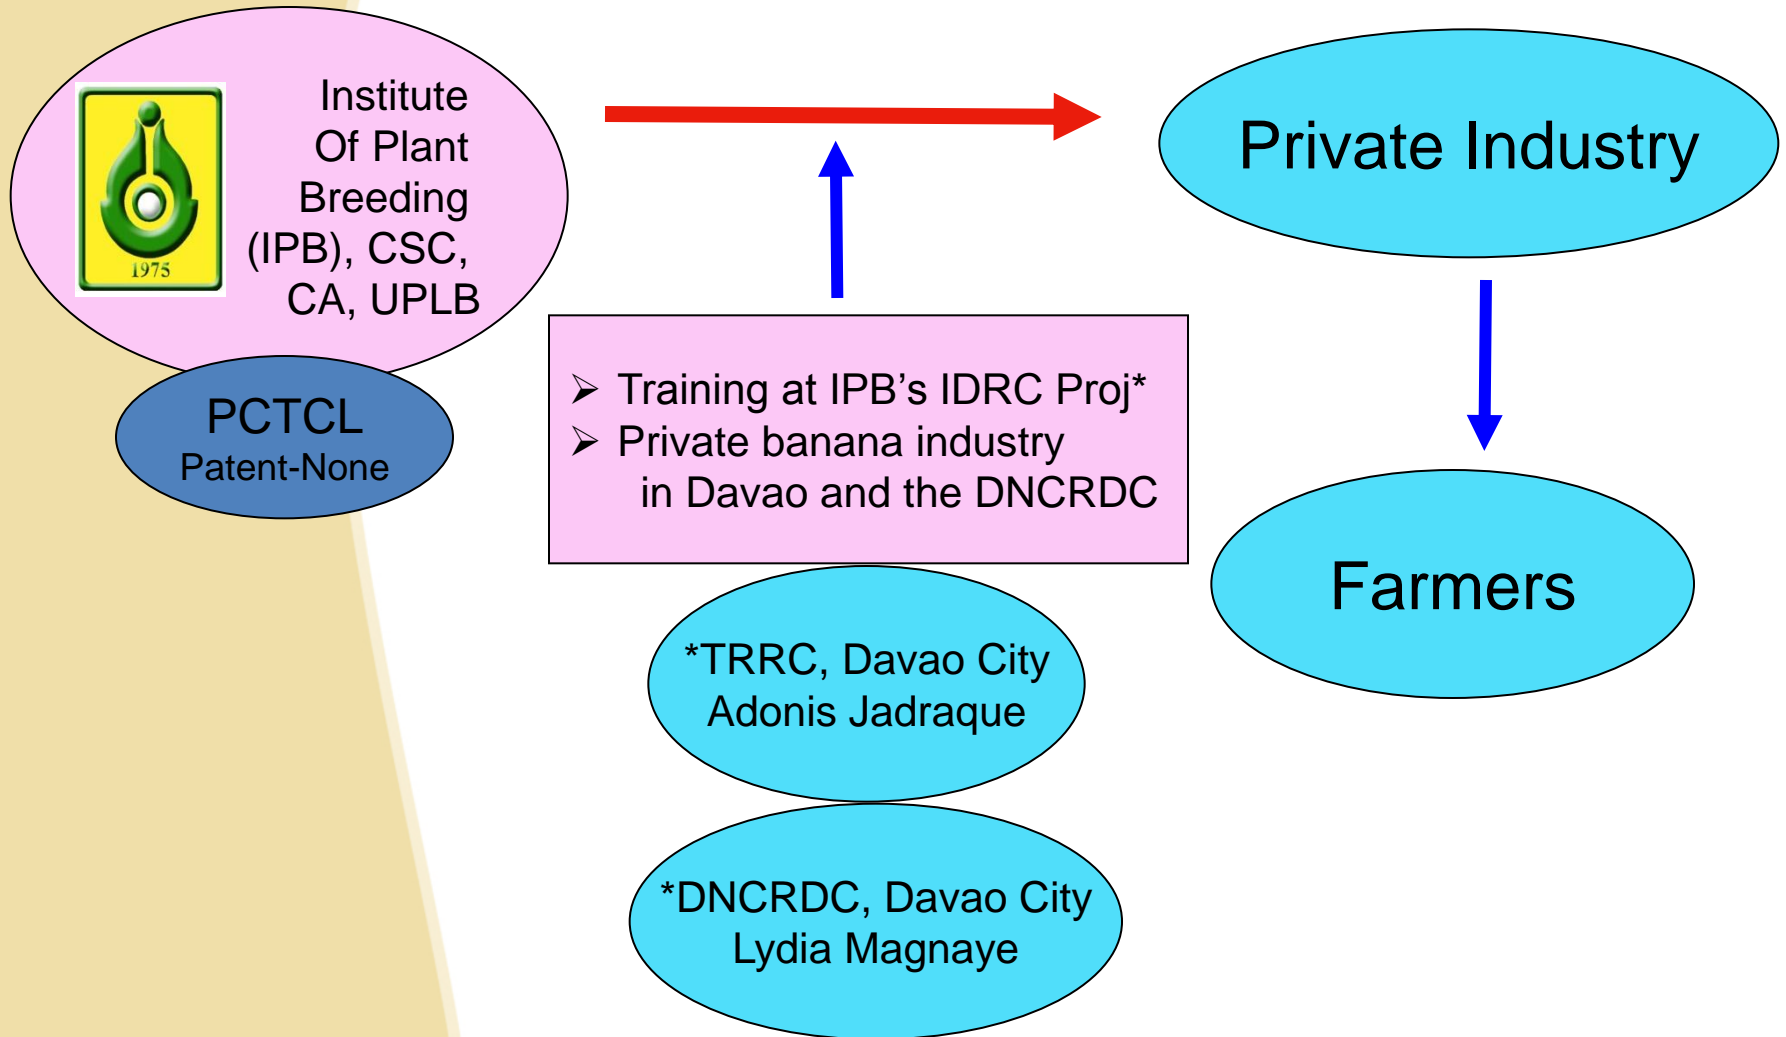 Institute
Of Plant
Breeding
(IPB), CSC,
CA, UPLB
1975
PCTCL
Patent-None
Private Industry
➢ Training at IPB's IDRC Proj*
➢ Private banana industry
in Davao and the DNCRDC
Farmers
*TRRC, Davao City
Adonis Jadraque
*DNCRDC, Davao City
Lydia Magnaye